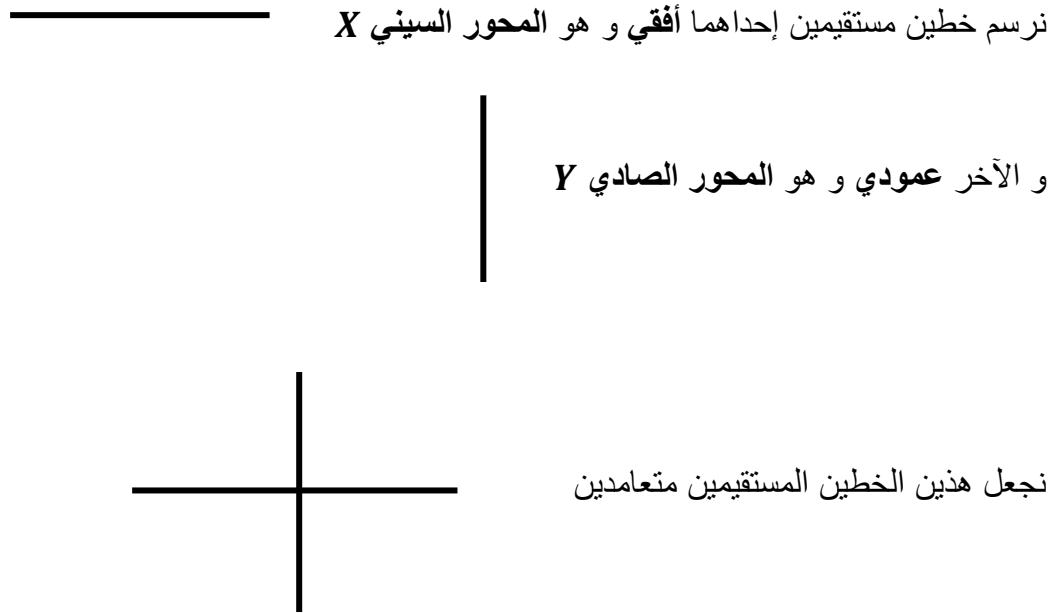 نرسم خطين مستقيمين إحداهما أفقي و هو المحور السيني X
و الآخر عمودي و هو المحور الصادي Y
نجعل هذين الخطين المستقيمين متعامدين